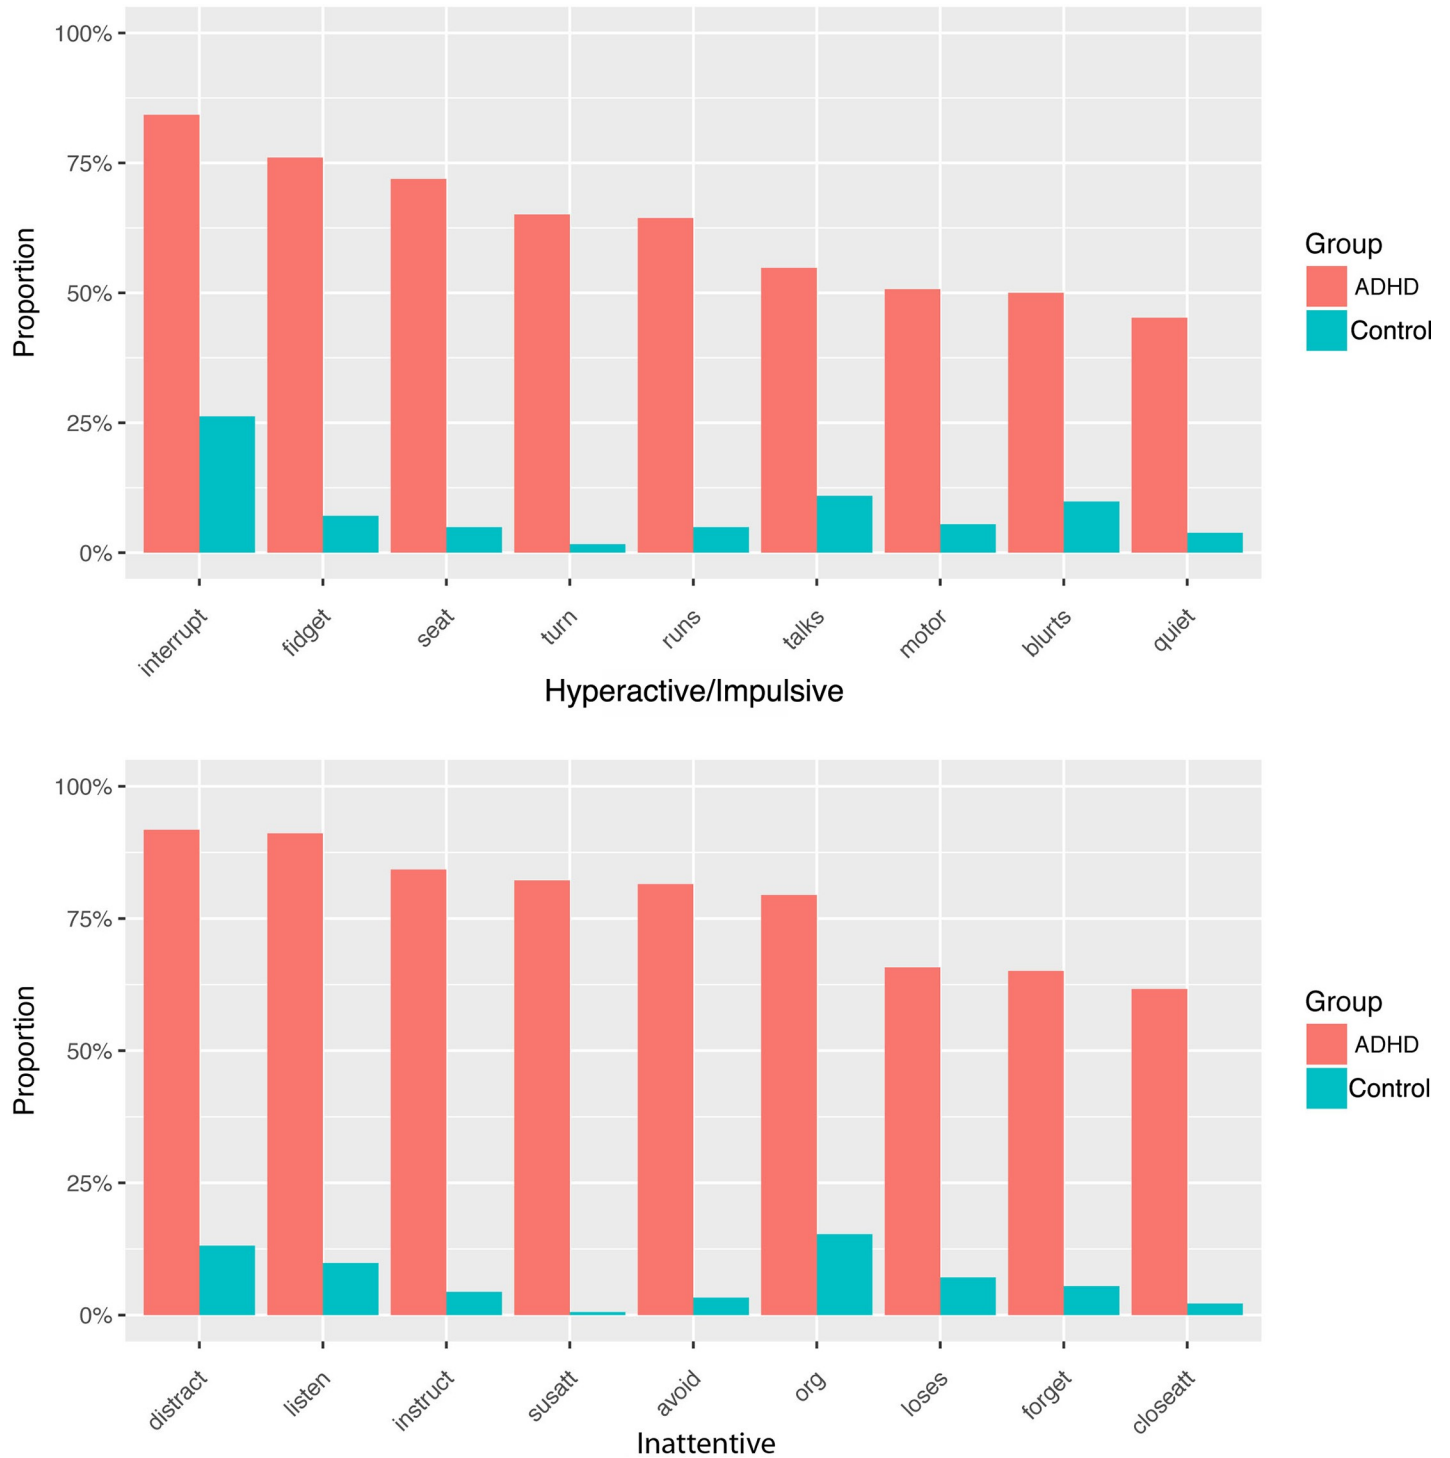 100%
75%
50%
25%
0%
Proportion
interrupt
fidget
seat
turn
runs
talks
motor
blurts
quiet
Hyperactive/Impulsive
Group
ADHD
Control
100%
75%
50%
25%
0%
Proportion
distract
listen
instruct
susatt
avoid
org
loses
forget
closeatt
Inattentive
Group
ADHD
Control